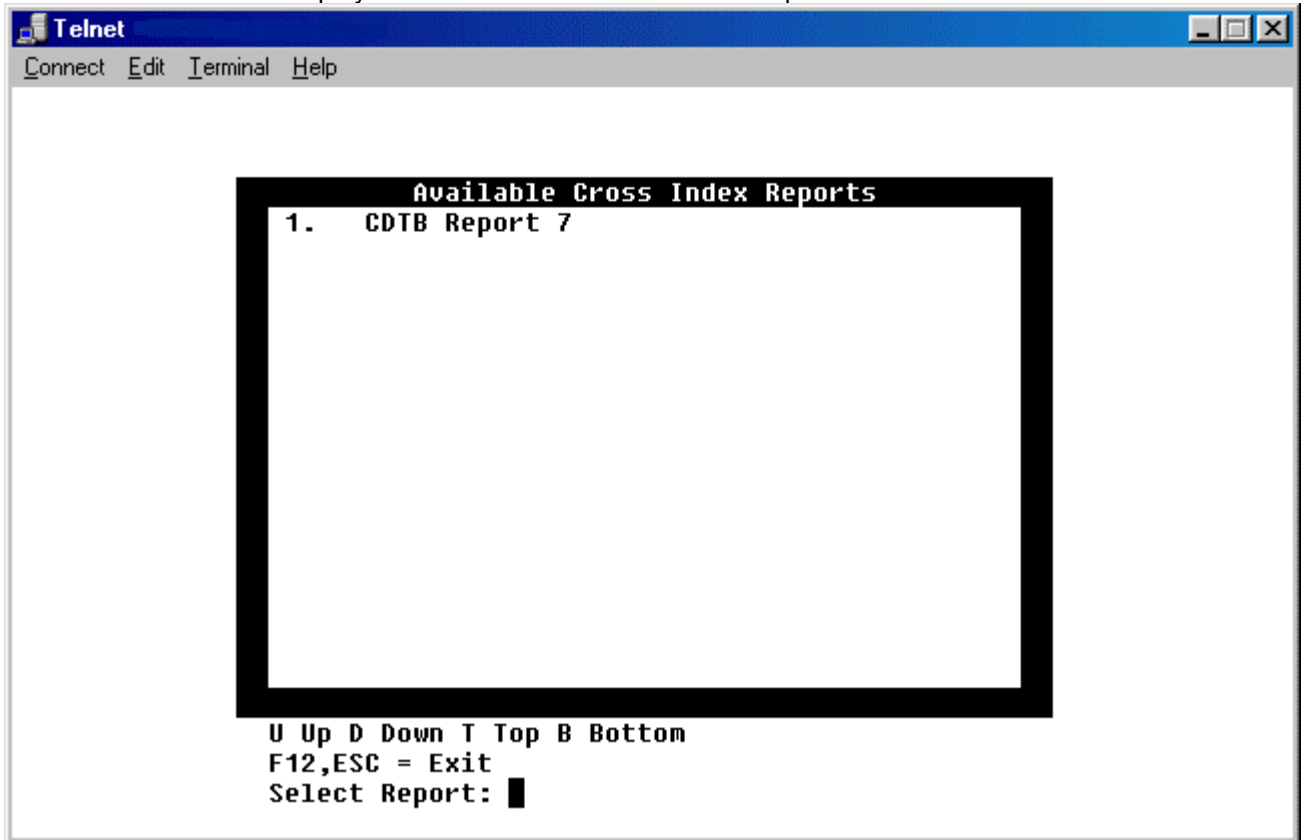 Telnet
Connect Edit Terminal Help
Available Cross Index Reports
1. CDTB Report 7
U Up D Down T Top B Bottom
F12,ESC = Exit
Select Report: